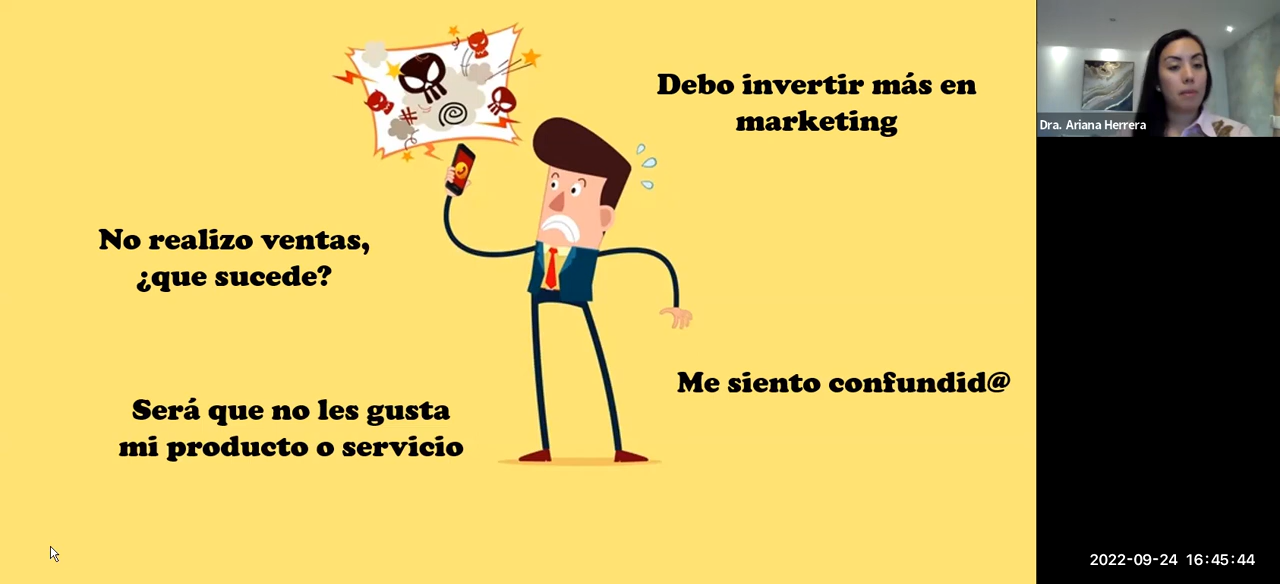 Debo invertir más en
marketing
Dra. Ariana Herrera
No realizo ventas,
¿que sucede?
Me siento confundid@
Será que no les gusta
mi producto o servicio
2022-09-24 16:45:44